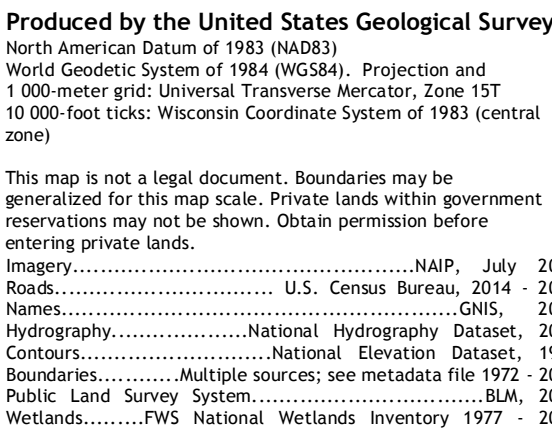 Produced by the United States Geological Survey
North American Datum of 1983 (NAD83)
World Geodetic System of 1984 (WGS84). Projection and
1 000-meter grid: Universal Transverse Mercator, Zone 15T
10 000-foot ticks: Wisconsin Coordinate System of 1983 (central
zone)
This map is not a legal document. Boundaries may be
generalized for this map scale. Private lands within government
reservations may not be shown. Obtain permission before
entering private lands.
Imagery.............................................NAIP, July
Roads............................. U.S. Census Bureau, 2014 -
Names....................................................GNIS,
Hydrography..................National Hydrography Dataset,
Contours.........................National Elevation Dataset,
Boundaries...........Multiple sources; see metadata file 1972 -
Public Land Survey System...............................BLM,
Wetlands.........FWS National Wetlands Inventory 1977 -